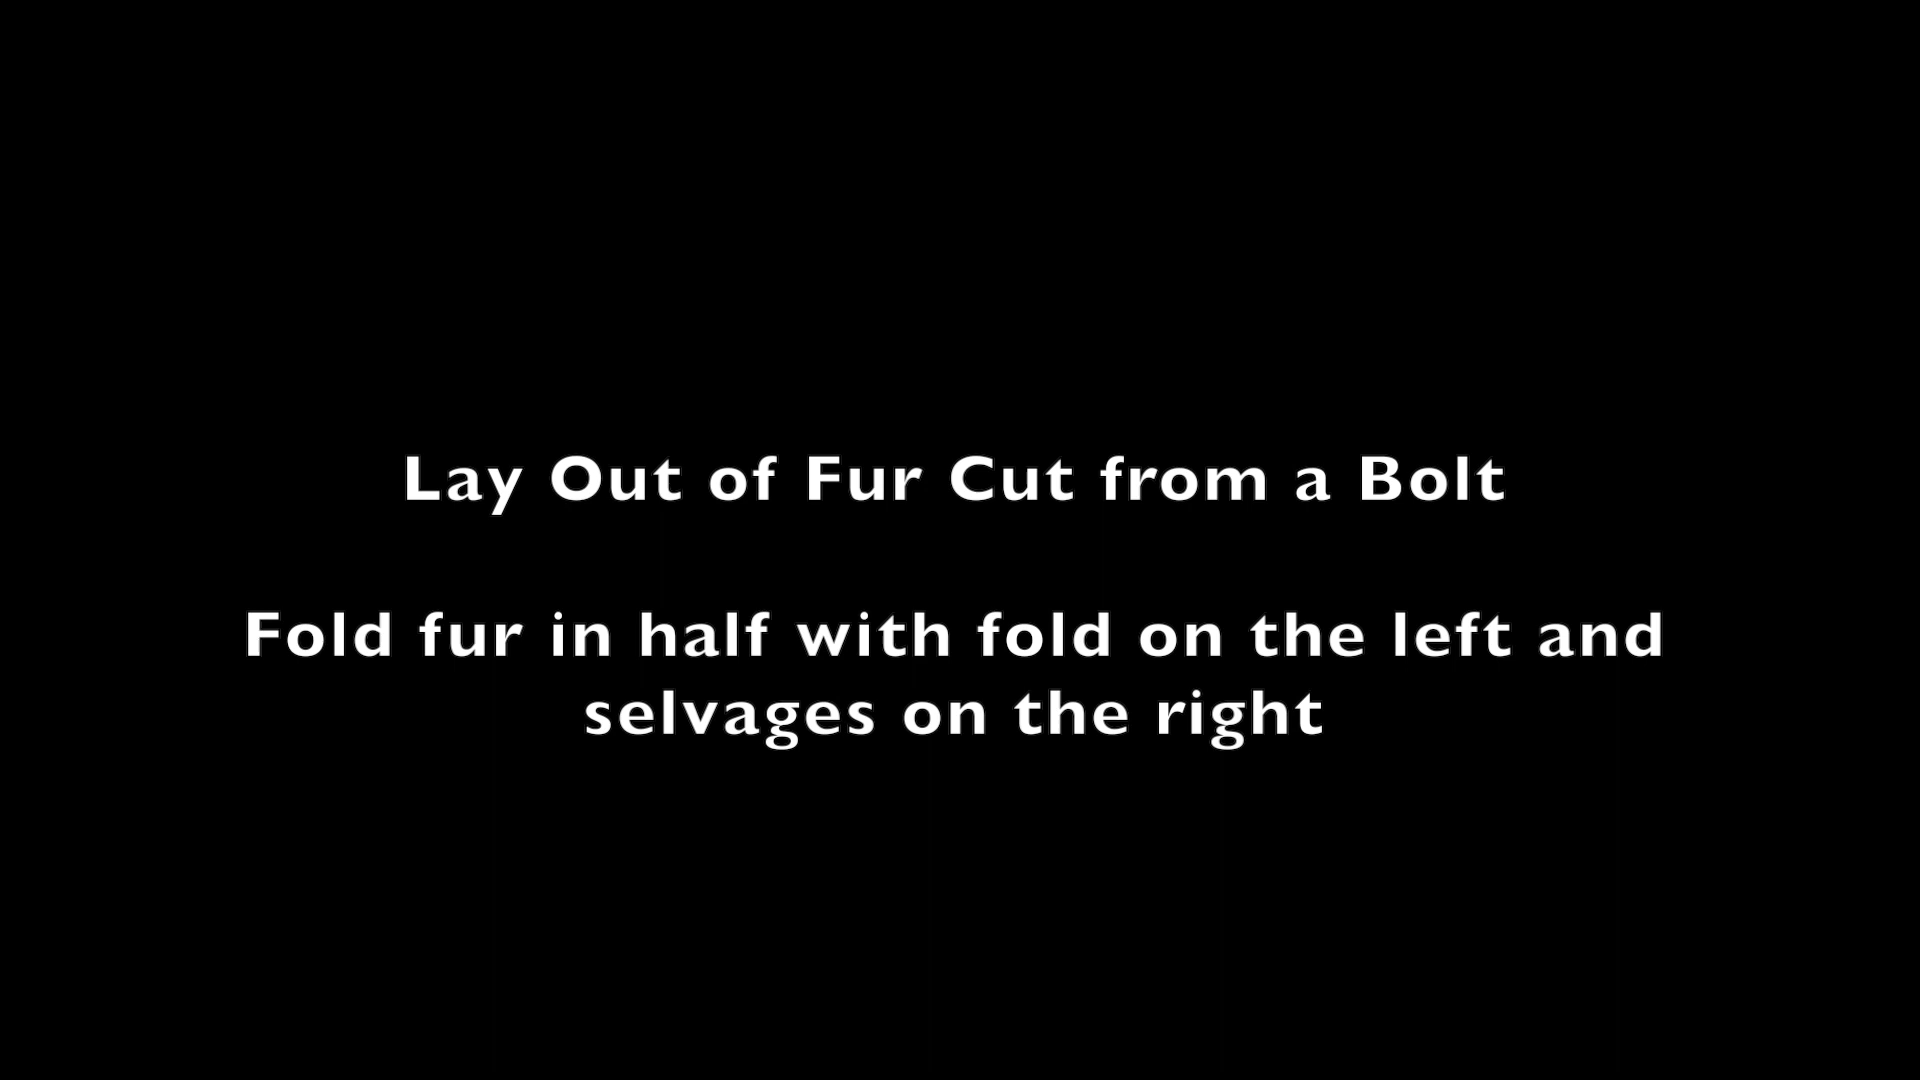 Lay Out of Fur Cut from a Bolt
Fold fur in half with fold on the left and
selvages on the right